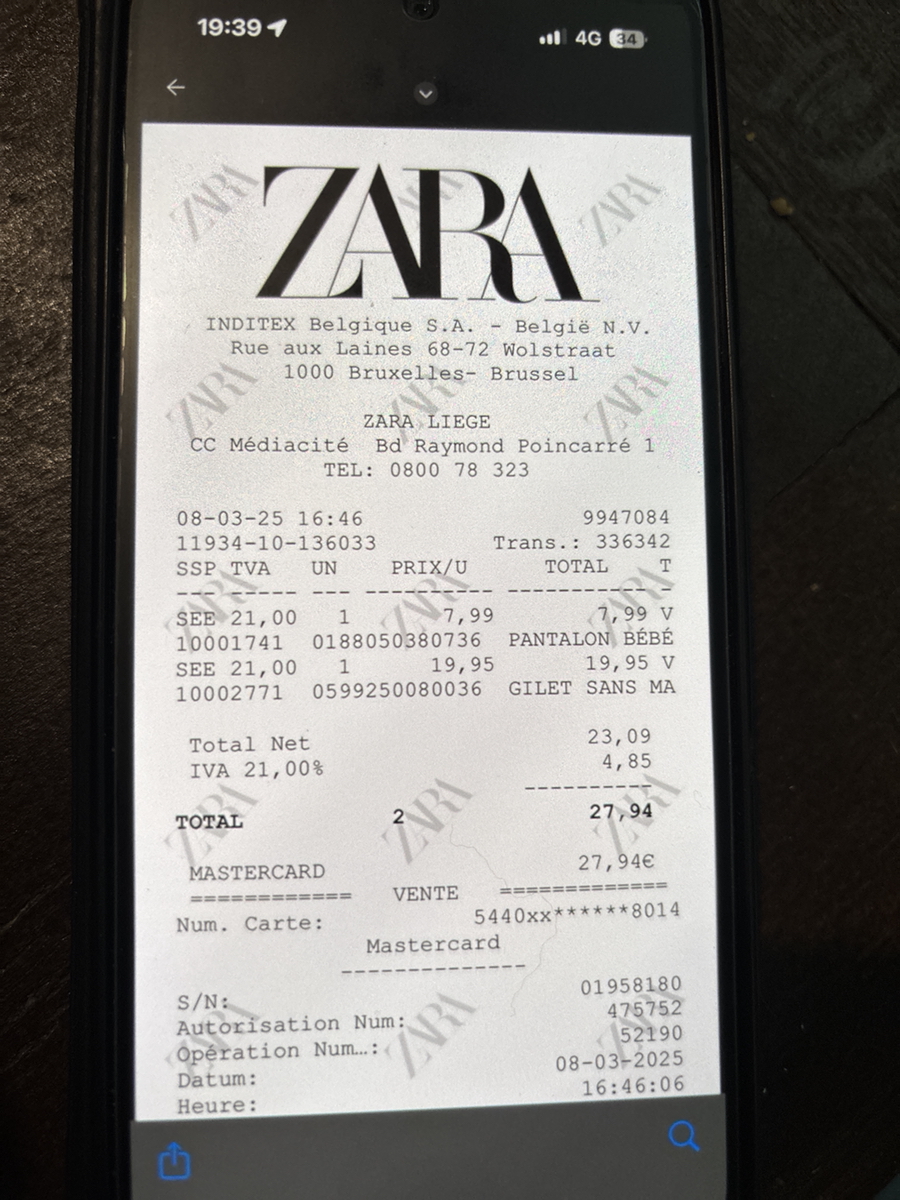 19:39
4G 34
ZARA
INDITEX Belgique S.A. - België N.V.
Rue aux Laines 68-72 Wolstraat
1000 Bruxelles- Brussel
ZARA LIEGE
CC Médiacité Bd Raymond Poincarré 1
TEL: 0800 78 323
08-03-25 16:46 9947084
11934-10-136033 Trans.: 336342
SSP TVA UN PRIX/U TOTAL T
--- ----- --- ---------- ----------- -
SEE 21,00 1 7,99 7,99 V
10001741 0188050380736 PANTALON BÉBÉ
SEE 21,00 1 19,95 19,95 V
10002771 0599250080036 GILET SANS MA
Total Net 23,09
IVA 21,00% 4,85
----------
TOTAL 2 27,94
MASTERCARD 27,94€
============ VENTE =============
Num. Carte: 5440xx******8014
Mastercard
--------------
S/N: 01958180
Autorisation Num: 475752
Opération Num…: 52190
Datum: 08-03-2025
Heure: 16:46:06